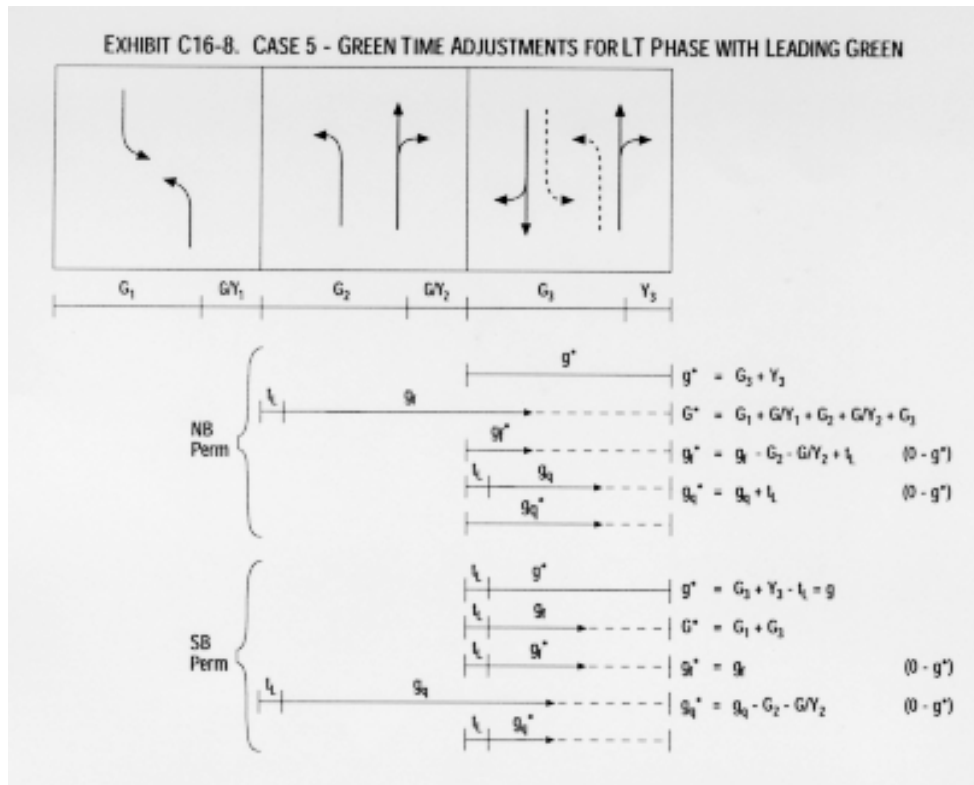 EXHIBIT C16-8. CASE 5 - GREEN TIME ADJUSTMENTS FOR LT PHASE WITH LEADING GREEN
G₁ G/Y₁ G₂ G/Y₂ G₃ Y₃
NB
Perm
g*
g* = G₃ + Y₃
tL gf
G* = G₁ + G/Y₁ + G₂ + G/Y₂ + G₃
gf*
gf* = gf - G₂ - G/Y₂ + tL (0 - g*)
tL gq
gq* = gq + tL (0 - g*)
gq*
SB
Perm
tL g*
g* = G₃ + Y₃ - tL = g
tL gf
G* = G₁ + G₃
tL gf*
gf* = gf (0 - g*)
tL gq
gq* = gq - G₂ - G/Y₂ (0 - g*)
tL gq*